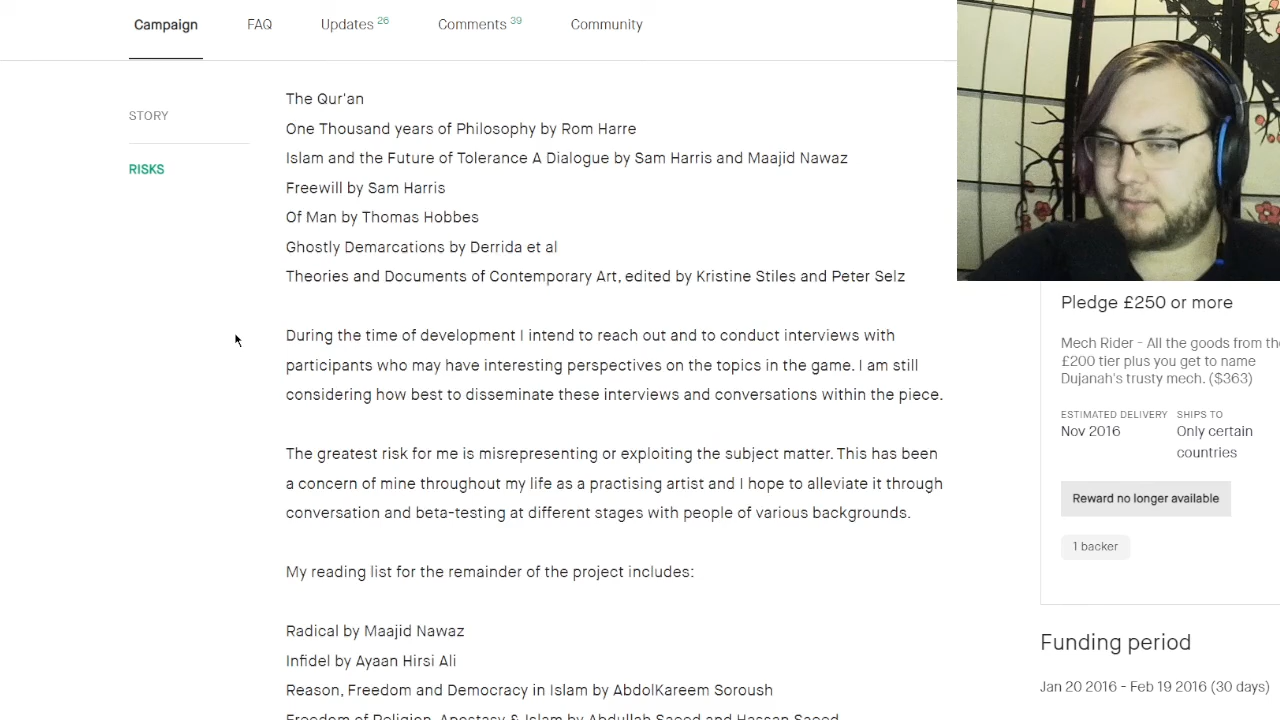 Campaign FAQ Updates 26 Comments 39 Community
STORY
RISKS
The Qur'an
One Thousand years of Philosophy by Rom Harre
Islam and the Future of Tolerance A Dialogue by Sam Harris and Maajid Nawaz
Freewill by Sam Harris
Of Man by Thomas Hobbes
Ghostly Demarcations by Derrida et al
Theories and Documents of Contemporary Art, edited by Kristine Stiles and Peter Selz
During the time of development I intend to reach out and to conduct interviews with
participants who may have interesting perspectives on the topics in the game. I am still
considering how best to disseminate these interviews and conversations within the piece.
The greatest risk for me is misrepresenting or exploiting the subject matter. This has been
a concern of mine throughout my life as a practising artist and I hope to alleviate it through
conversation and beta-testing at different stages with people of various backgrounds.
My reading list for the remainder of the project includes:
Radical by Maajid Nawaz
Infidel by Ayaan Hirsi Ali
Reason, Freedom and Democracy in Islam by AbdolKareem Soroush
Freedom of Religion, Apostasy & Islam by Abdullah Saeed and Hassan Saeed
Pledge £250 or more
Mech Rider - All the goods from the
£200 tier plus you get to name
Dujanah's trusty mech. ($363)
ESTIMATED DELIVERY SHIPS TO
Nov 2016 Only certain
countries
Reward no longer available
1 backer
Funding period
Jan 20 2016 - Feb 19 2016 (30 days)